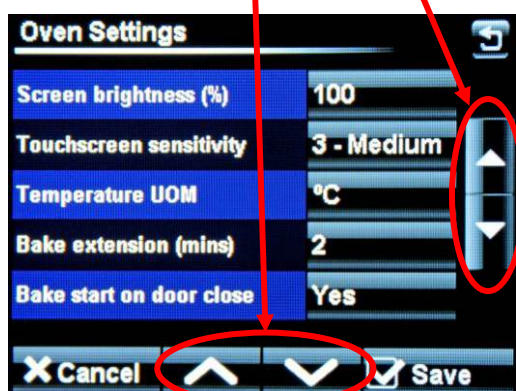 Oven Settings
Screen brightness (%) 100
Touchscreen sensitivity 3 - Medium
Temperature UOM ºC
Bake extension (mins) 2
Bake start on door close Yes
Cancel Save